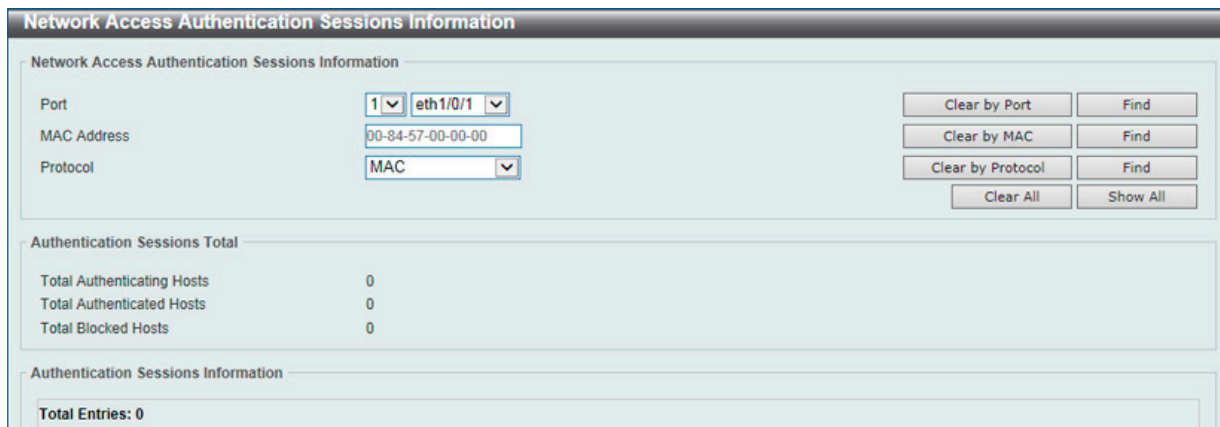 Network Access Authentication Sessions Information
Network Access Authentication Sessions Information
Port 1 eth1/0/1 Clear by Port Find
MAC Address 00-84-57-00-00-00 Clear by MAC Find
Protocol MAC Clear by Protocol Find
Clear All Show All
Authentication Sessions Total
Total Authenticating Hosts 0
Total Authenticated Hosts 0
Total Blocked Hosts 0
Authentication Sessions Information
Total Entries: 0